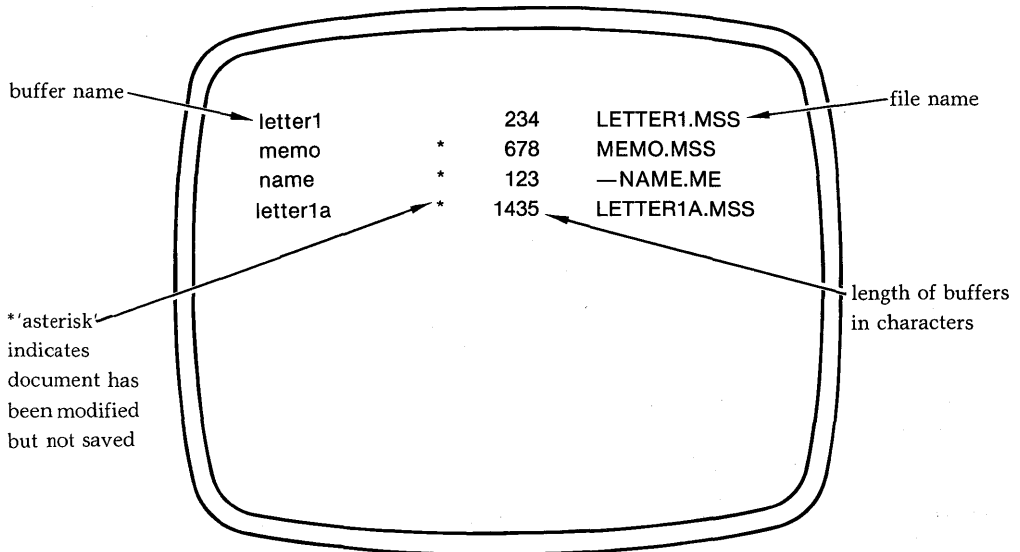 buffer name
file name
letter1 234 LETTER1.MSS
memo * 678 MEMO.MSS
name * 123 —NAME.ME
letter1a * 1435 LETTER1A.MSS
length of buffers
in characters
*‘asterisk‘
indicates
document has
been modified
but not saved